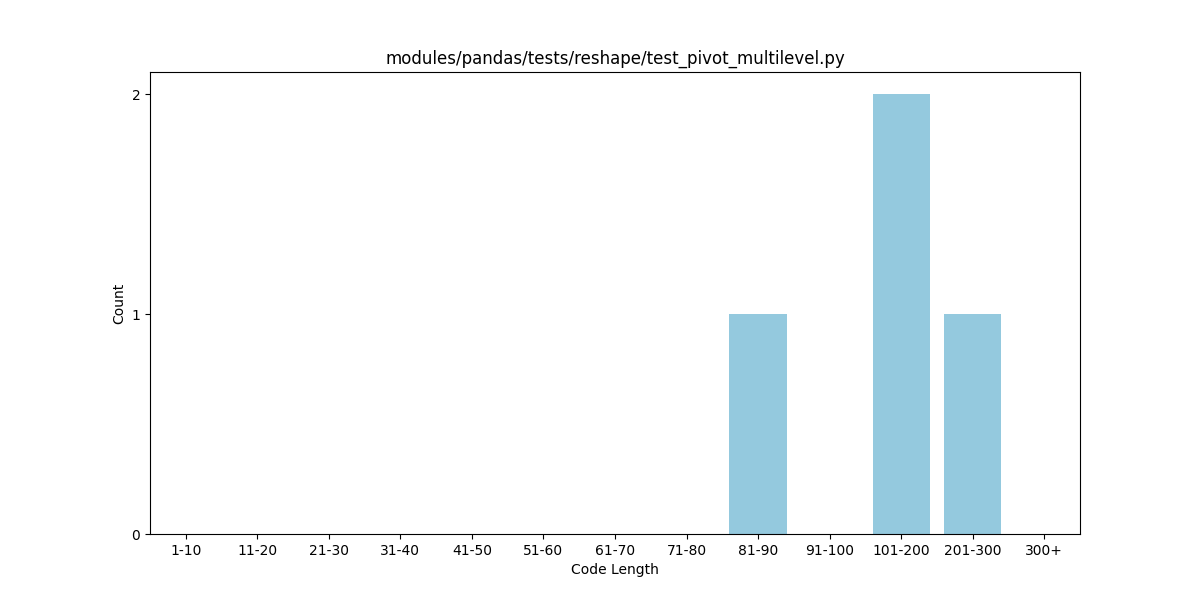 modules/pandas/tests/reshape/test_pivot_multilevel.py
2
1
0
Count
1-10 11-20 21-30 31-40 41-50 51-60 61-70 71-80 81-90 91-100 101-200 201-300 300+
Code Length